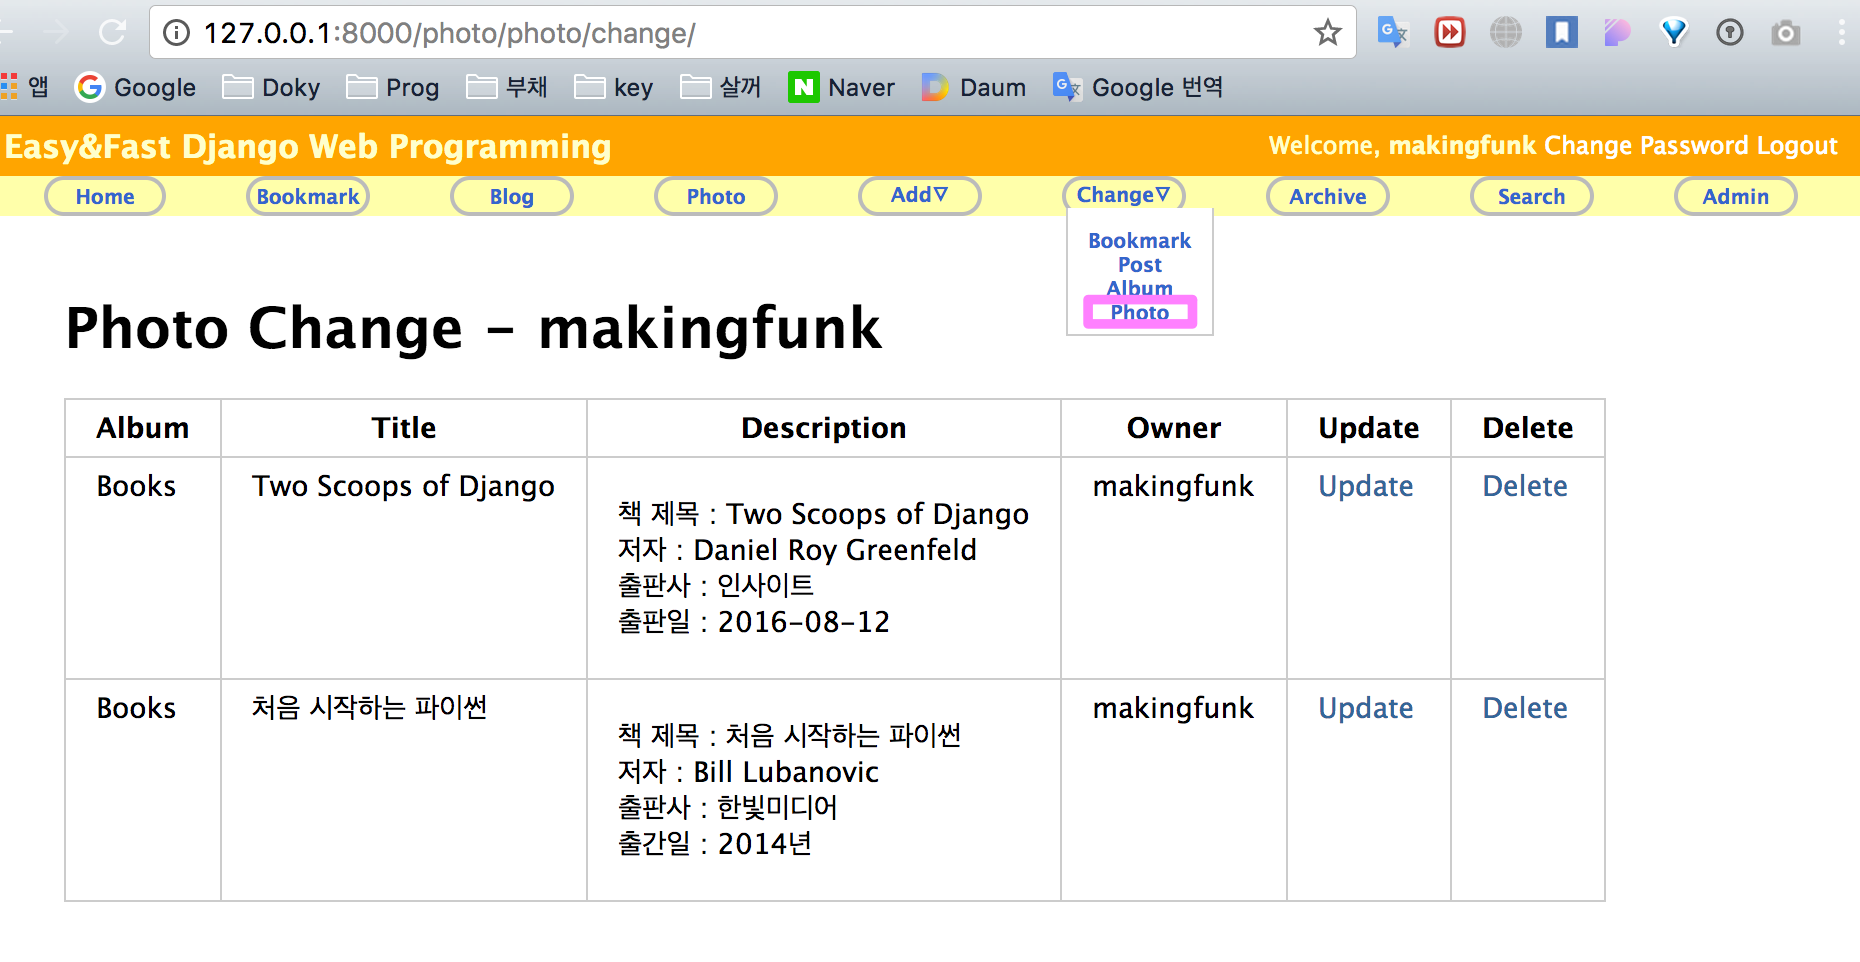 127.0.0.1:8000/photo/photo/change/
앱 Google Doky Prog 부채 key 살꺼 Naver Daum Google 번역
Easy&Fast Django Web Programming
Welcome, makingfunk Change Password Logout
Home Bookmark Blog Photo Add▽ Change▽ Archive Search Admin
Bookmark
Post
Album
Photo
Photo Change - makingfunk
Album Title Description Owner Update Delete
Books Two Scoops of Django makingfunk Update Delete
책 제목 : Two Scoops of Django
저자 : Daniel Roy Greenfeld
출판사 : 인사이트
출판일 : 2016-08-12
Books 처음 시작하는 파이썬 makingfunk Update Delete
책 제목 : 처음 시작하는 파이썬
저자 : Bill Lubanovic
출판사 : 한빛미디어
출간일 : 2014년